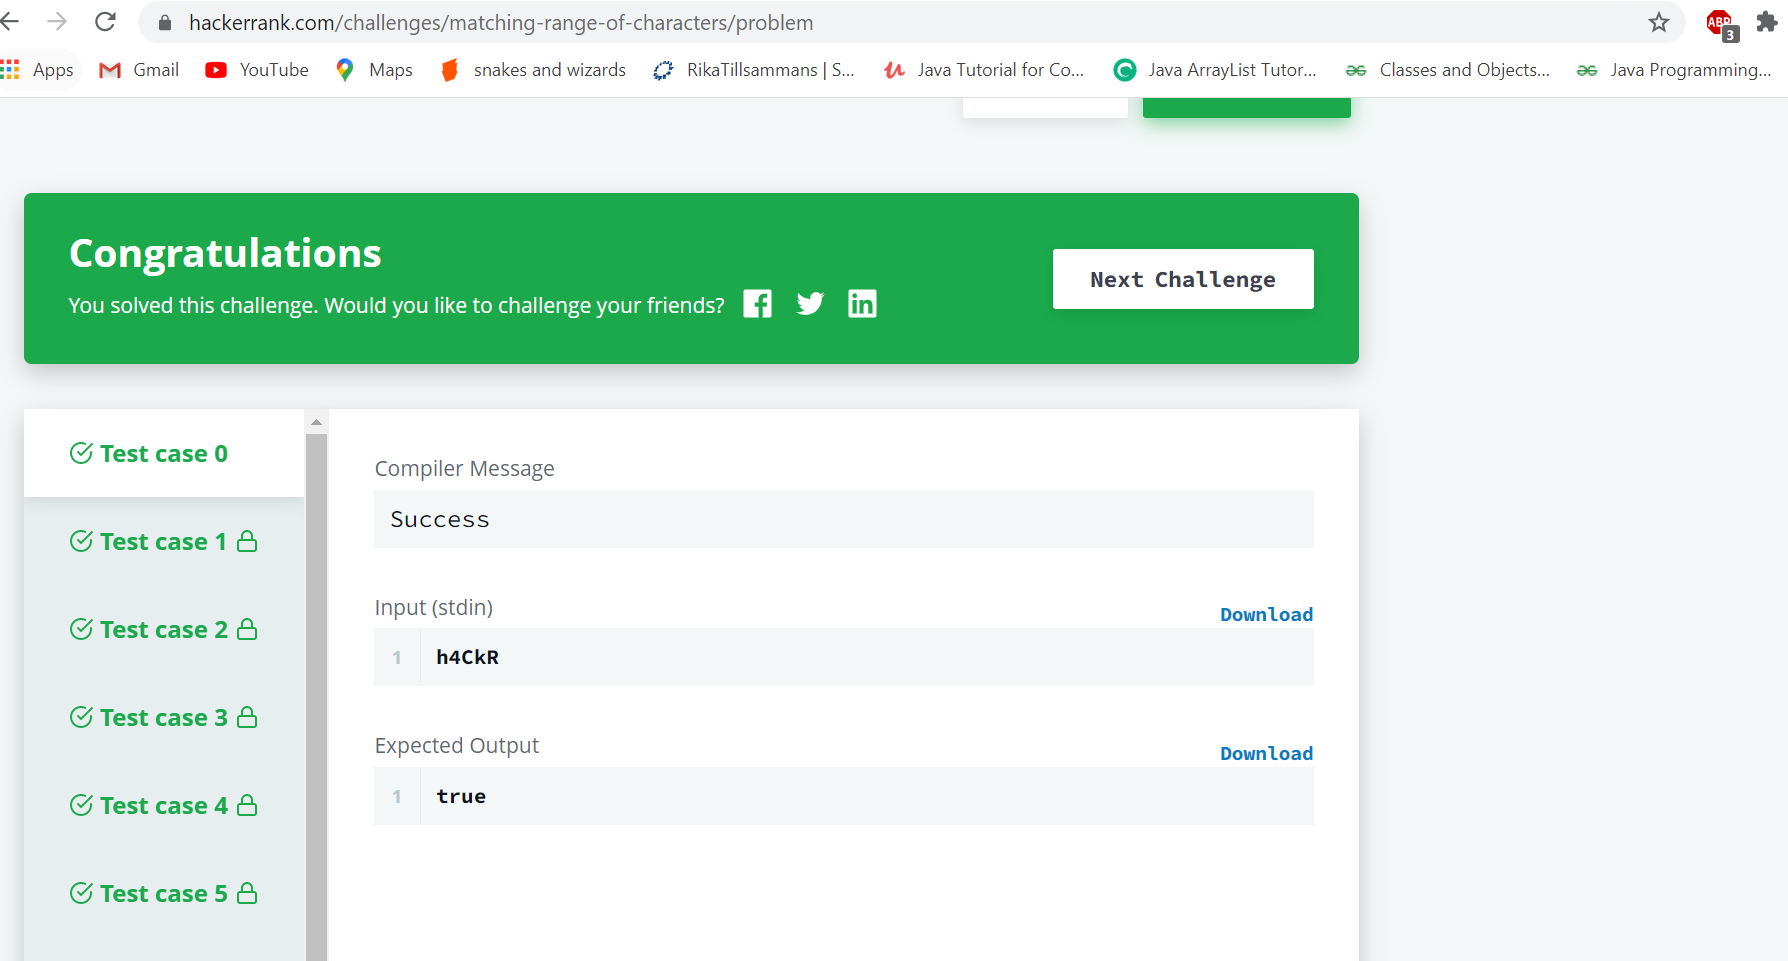 hackerrank.com/challenges/matching-range-of-characters/problem
ABP
3
Apps Gmail YouTube Maps snakes and wizards RikaTillsammans | S... Java Tutorial for Co... Java ArrayList Tutor... Classes and Objects... Java Programming...
Congratulations
You solved this challenge. Would you like to challenge your friends?
Next Challenge
Test case 0
Test case 1
Test case 2
Test case 3
Test case 4
Test case 5
Compiler Message
Success
Input (stdin)
Download
1 h4CkR
Expected Output
Download
1 true